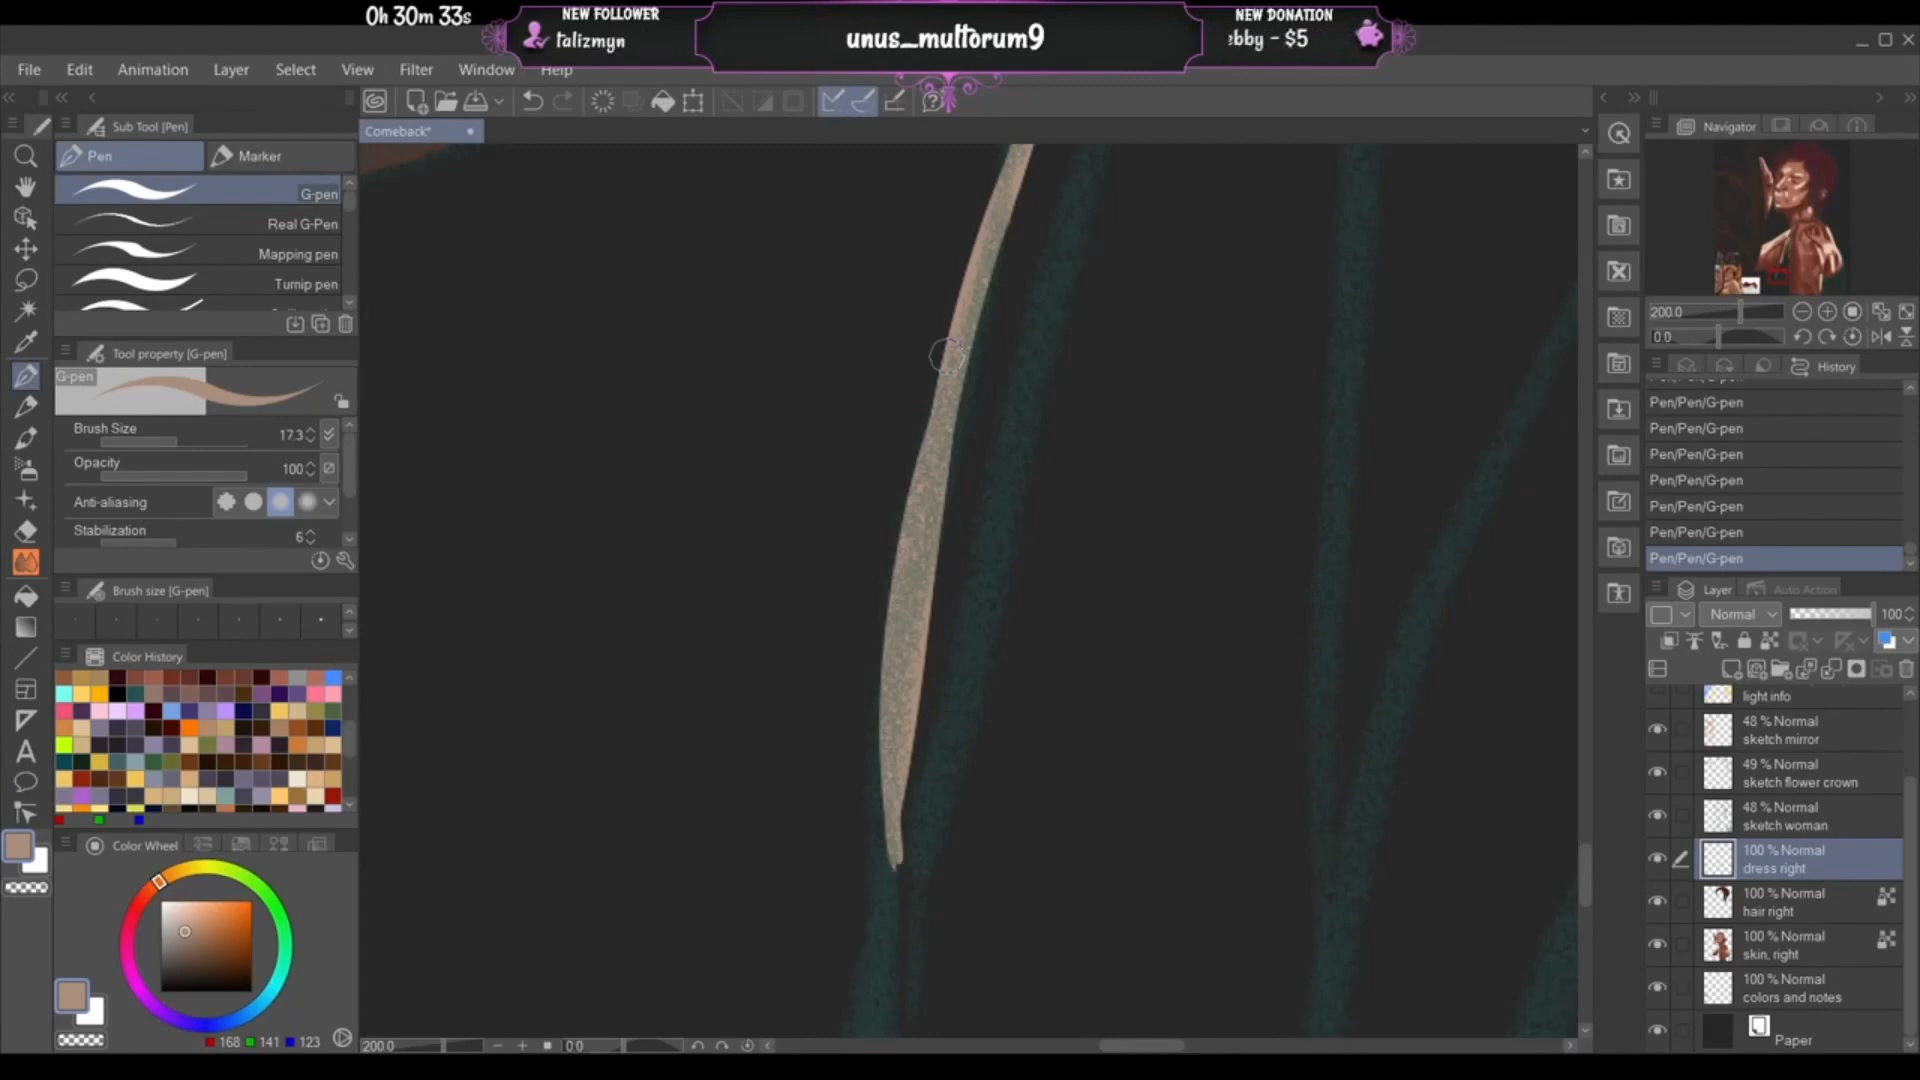 0h 30m 33s
NEW FOLLOWER
talizmyn
unus_multorum9
NEW DONATION
ebby - $5
File Edit Animation Layer Select View Filter Window Help
Sub Tool [Pen]
Comeback*
Navigator
Pen
Marker
G-pen
Real G-Pen
Mapping pen
Turnip pen
200.0
0.0
Tool property [G-pen]
History
G-pen
Pen/Pen/G-pen
Pen/Pen/G-pen
Pen/Pen/G-pen
Pen/Pen/G-pen
Pen/Pen/G-pen
Pen/Pen/G-pen
Pen/Pen/G-pen
Brush Size 17.3
Opacity 100
Anti-aliasing
Stabilization 6
Brush size [G-pen]
Layer
Auto Action
Normal 100
Color History
light info
48 % Normal
sketch mirror
49 % Normal
sketch flower crown
48 % Normal
sketch woman
100 % Normal
dress right
100 % Normal
hair right
100 % Normal
skin, right
100 % Normal
colors and notes
Paper
Color Wheel
168 141 123
200.0
0.0